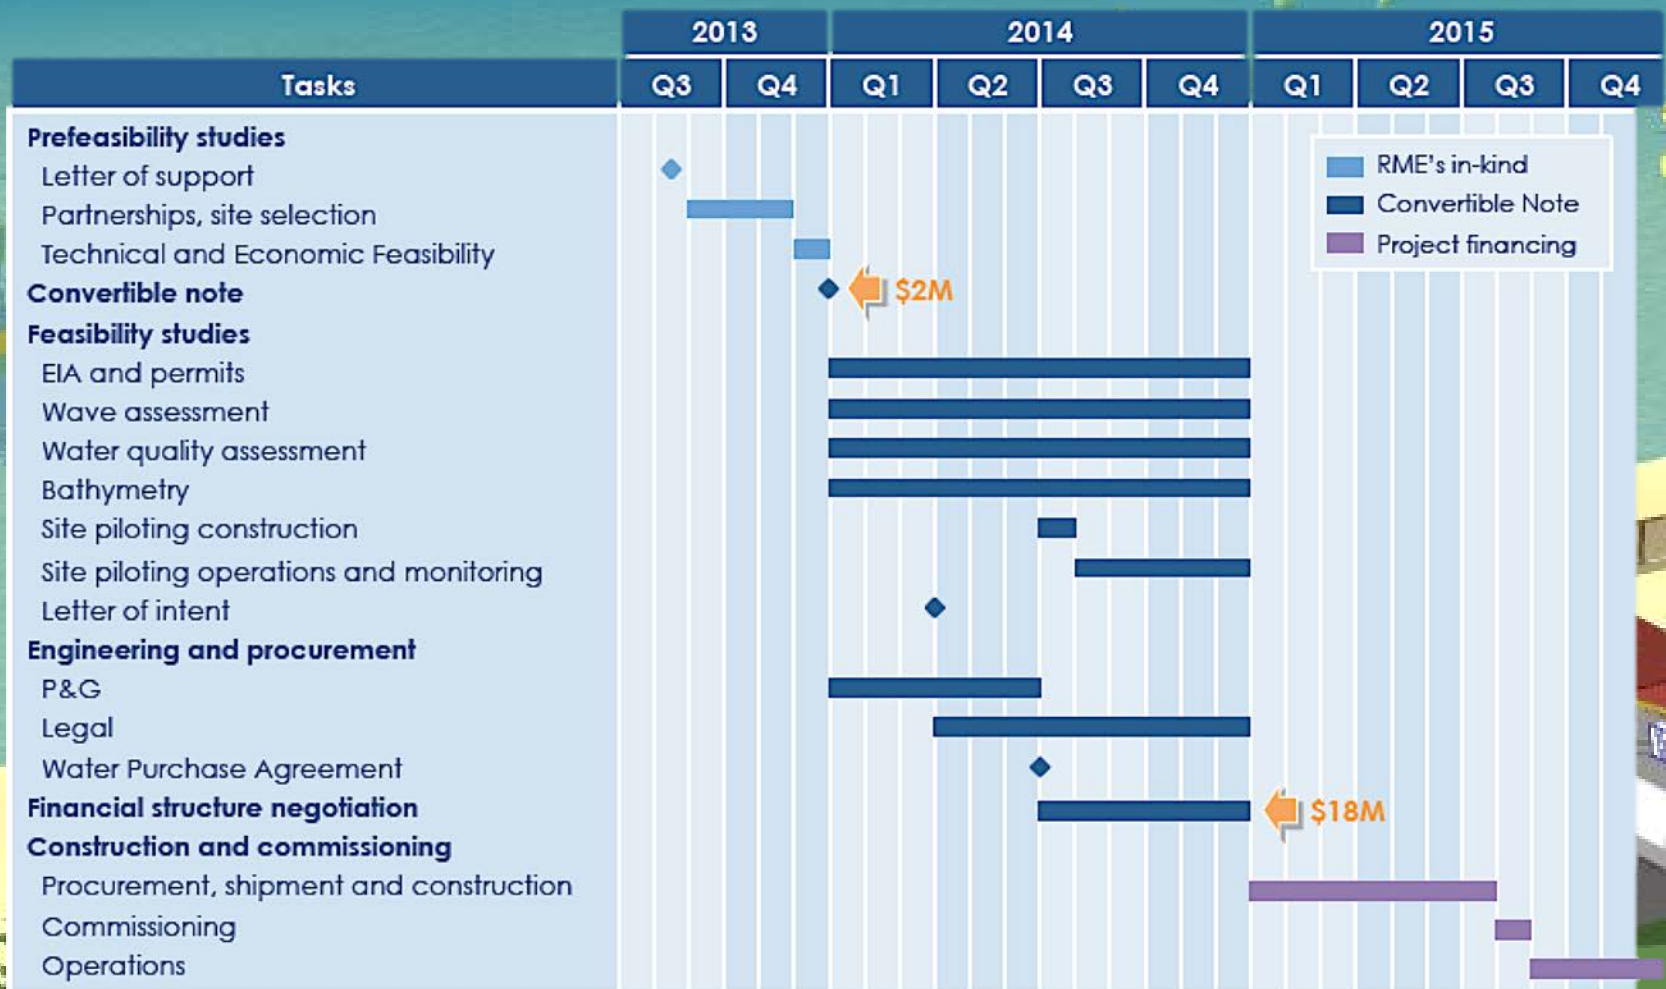 2013 2014 2015
Tasks Q3 Q4 Q1 Q2 Q3 Q4 Q1 Q2 Q3 Q4
Prefeasibility studies
Letter of support
Partnerships, site selection
Technical and Economic Feasibility
Convertible note $2M
Feasibility studies
EIA and permits
Wave assessment
Water quality assessment
Bathymetry
Site piloting construction
Site piloting operations and monitoring
Letter of intent
Engineering and procurement
P&G
Legal
Water Purchase Agreement
Financial structure negotiation $18M
Construction and commissioning
Procurement, shipment and construction
Commissioning
Operations
RME's in-kind
Convertible Note
Project financing